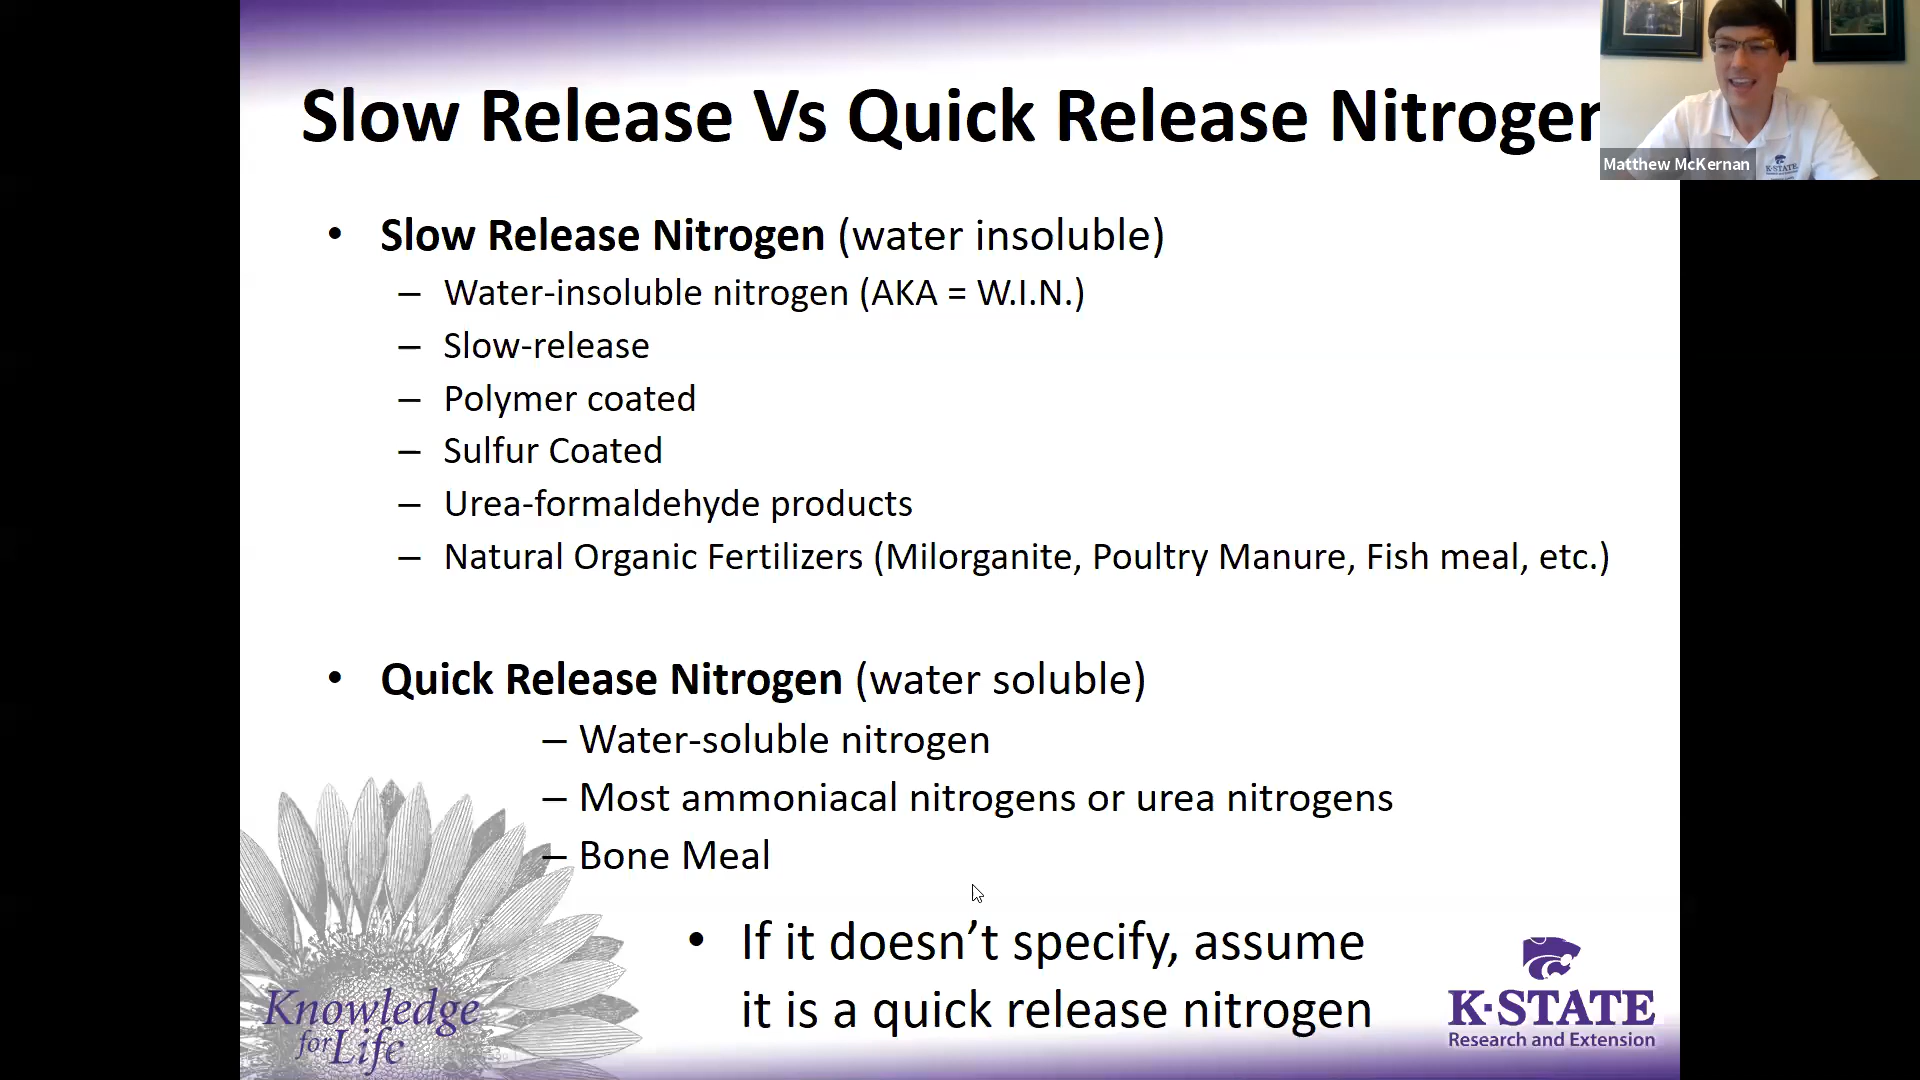 Slow Release Vs Quick Release Nitrogen
Matthew McKernan
K-STATE
• Slow Release Nitrogen (water insoluble)
– Water-insoluble nitrogen (AKA = W.I.N.)
– Slow-release
– Polymer coated
– Sulfur Coated
– Urea-formaldehyde products
– Natural Organic Fertilizers (Milorganite, Poultry Manure, Fish meal, etc.)
• Quick Release Nitrogen (water soluble)
– Water-soluble nitrogen
– Most ammoniacal nitrogens or urea nitrogens
– Bone Meal
• If it doesn’t specify, assume
it is a quick release nitrogen
Knowledge
for Life
K-STATE
Research and Extension